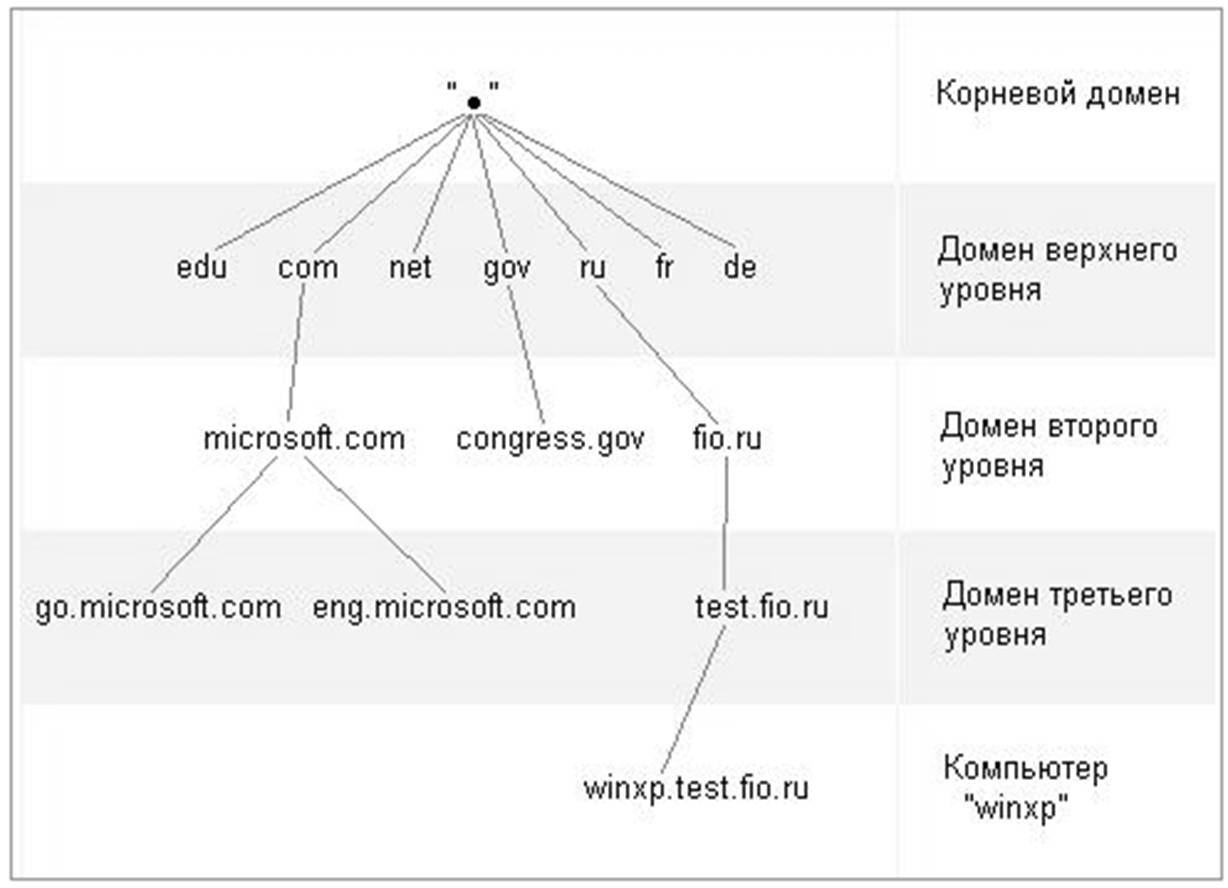 " . "
Корневой домен
edu com net gov ru fr de
Домен верхнего
уровня
microsoft.com congress.gov fio.ru
Домен второго
уровня
go.microsoft.com eng.microsoft.com test.fio.ru
Домен третьего
уровня
winxp.test.fio.ru
Компьютер
"winxp"